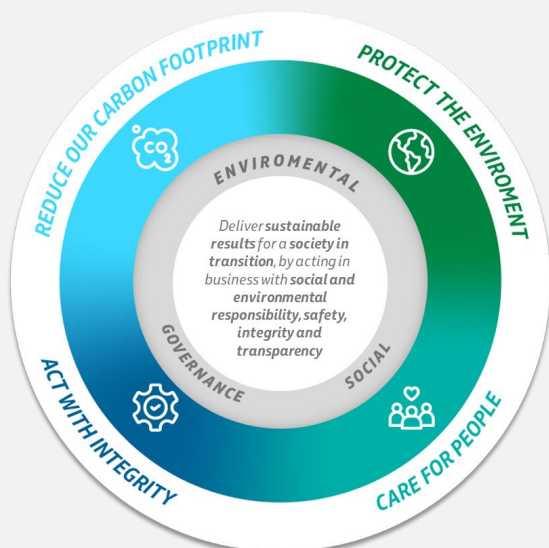 REDUCE OUR CARBON FOOTPRINT
PROTECT THE ENVIROMENT
CO2
ENVIROMENTAL
Deliver sustainable
results for a society in
transition, by acting in
business with social and
environmental
responsibility, safety,
integrity and
transparency
GOVERNANCE
SOCIAL
ACT WITH INTEGRITY
CARE FOR PEOPLE